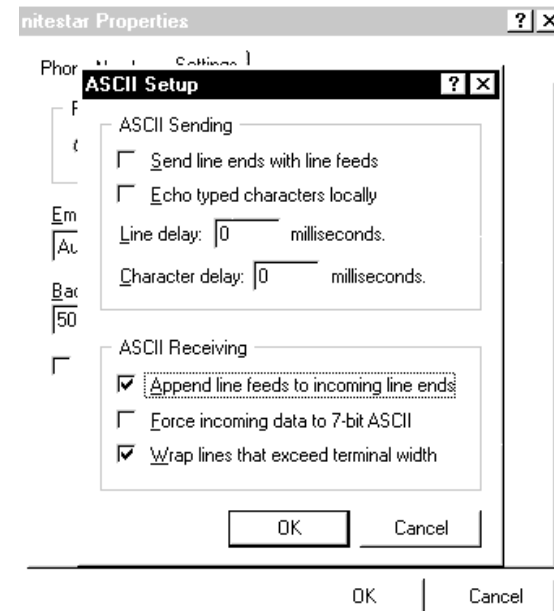 nitestar Properties
ASCII Setup
ASCII Sending
Send line ends with line feeds
Echo typed characters locally
Line delay: 0 milliseconds.
Character delay: 0 milliseconds.
50
ASCII Receiving
Append line feeds to incoming line ends
Force incoming data to 7-bit ASCII
Wrap lines that exceed terminal width
OK Cancel
OK Cancel